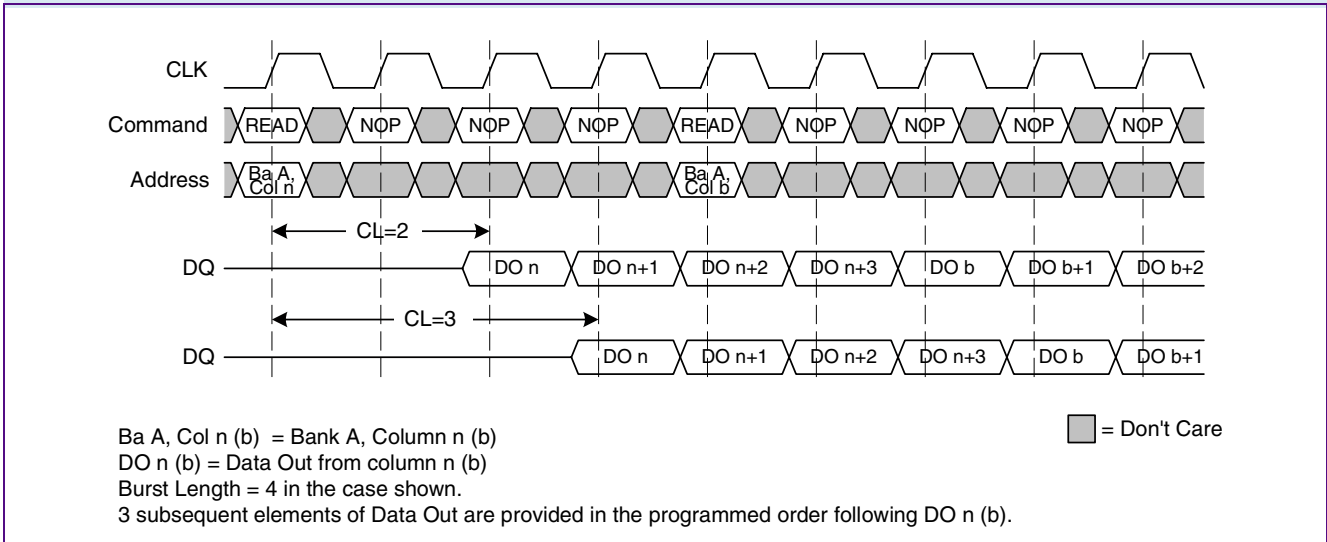 CLK
Command READ NOP NOP NOP READ NOP NOP NOP NOP
Address Ba A, Col n Ba A, Col b
CL=2
DQ DO n DO n+1 DO n+2 DO n+3 DO b DO b+1 DO b+2
CL=3
DQ DO n DO n+1 DO n+2 DO n+3 DO b DO b+1
Ba A, Col n (b) = Bank A, Column n (b)
= Don't Care
DO n (b) = Data Out from column n (b)
Burst Length = 4 in the case shown.
3 subsequent elements of Data Out are provided in the programmed order following DO n (b).